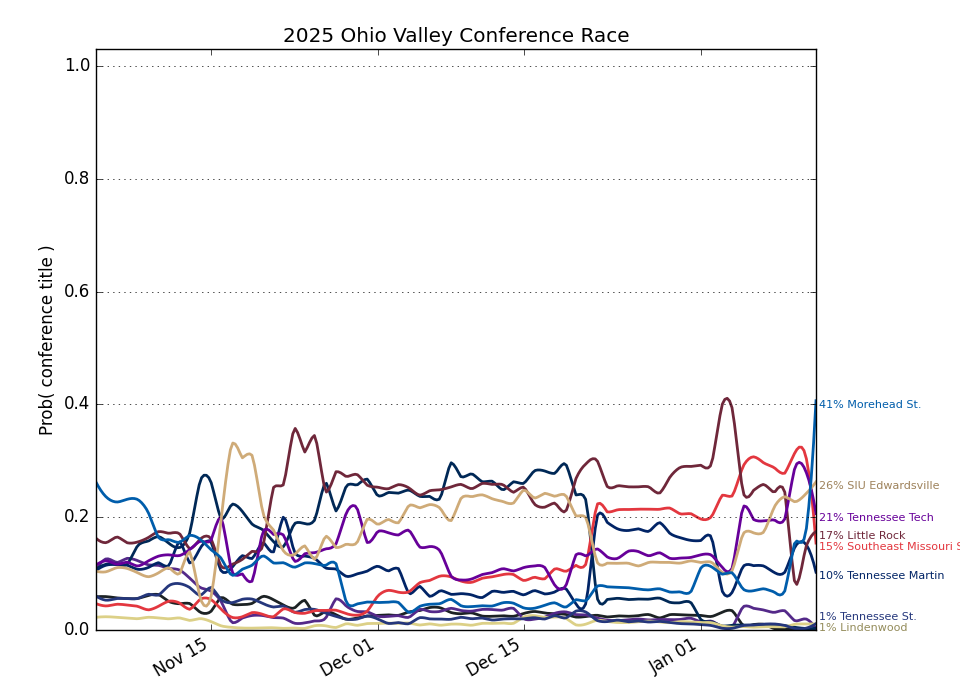 2025 Ohio Valley Conference Race
1.0
0.8
0.6
0.4
0.2
0.0
Prob( conference title )
Nov 15
Dec 01
Dec 15
Jan 01
41% Morehead St.
26% SIU Edwardsville
21% Tennessee Tech
17% Little Rock
15% Southeast Missouri S
10% Tennessee Martin
1% Tennessee St.
1% Lindenwood